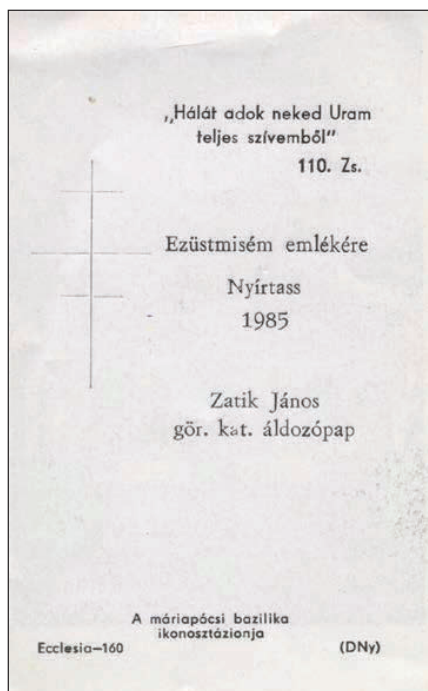 „Hálát adok neked Uram
teljes szívemből"
110. Zs.
Ezüstmisém emlékére
Nyírtass
1985
Zatik János
gör. kat. áldozópap
A máriapócsi bazilika
ikonosztázionja
Ecclesia—160 (DNy)